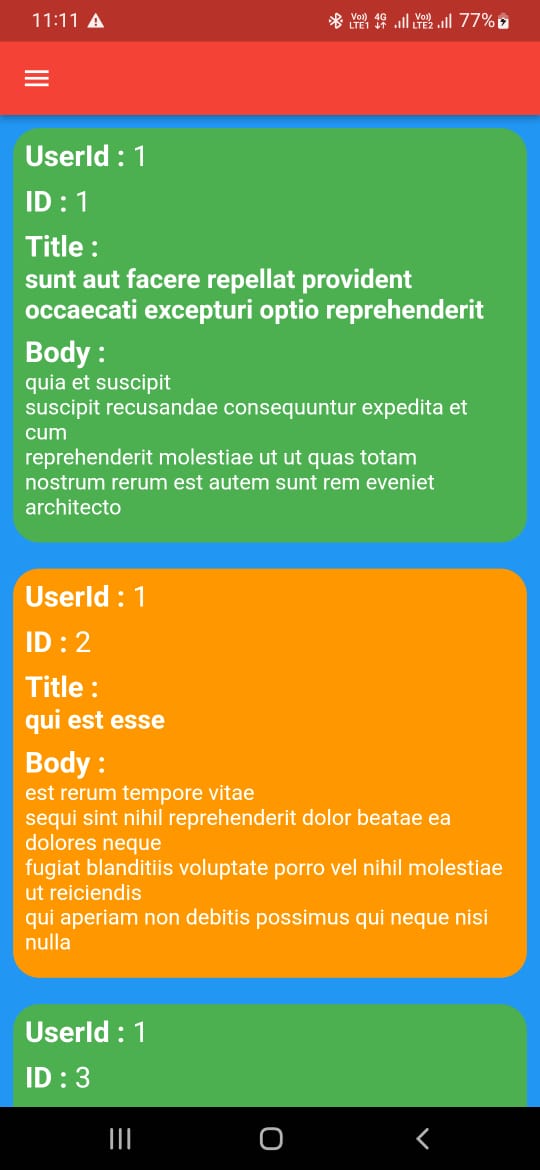 11:11
Vo)) 4G Vo)) 77%
LTE1 LTE2
UserId : 1
ID : 1
Title :
sunt aut facere repellat provident
occaecati excepturi optio reprehenderit
Body :
quia et suscipit
suscipit recusandae consequuntur expedita et
cum
reprehenderit molestiae ut ut quas totam
nostrum rerum est autem sunt rem eveniet
architecto
UserId : 1
ID : 2
Title :
qui est esse
Body :
est rerum tempore vitae
sequi sint nihil reprehenderit dolor beatae ea
dolores neque
fugiat blanditiis voluptate porro vel nihil molestiae
ut reiciendis
qui aperiam non debitis possimus qui neque nisi
nulla
UserId : 1
ID : 3